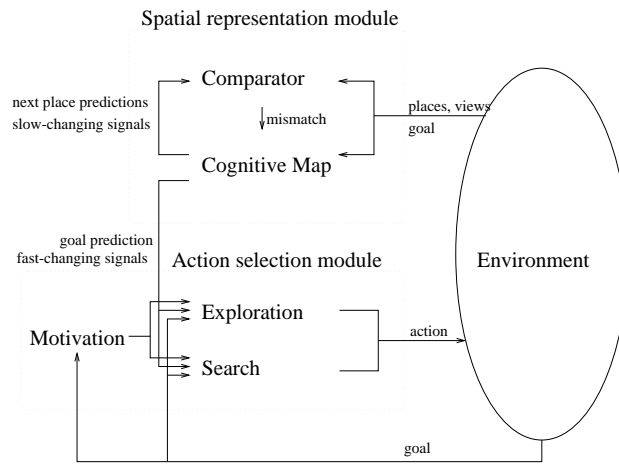 Spatial representation module
Comparator
next place predictions
slow-changing signals
mismatch
places, views
goal
Cognitive Map
goal prediction
fast-changing signals
Action selection module
Environment
Exploration
Motivation
action
Search
goal